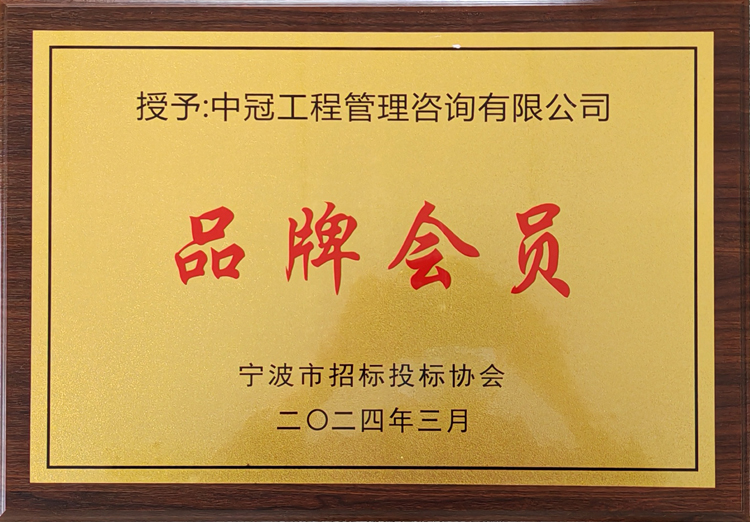 授予:中冠工程管理咨询有限公司
品牌会员
宁波市招标投标协会
二〇二四年三月